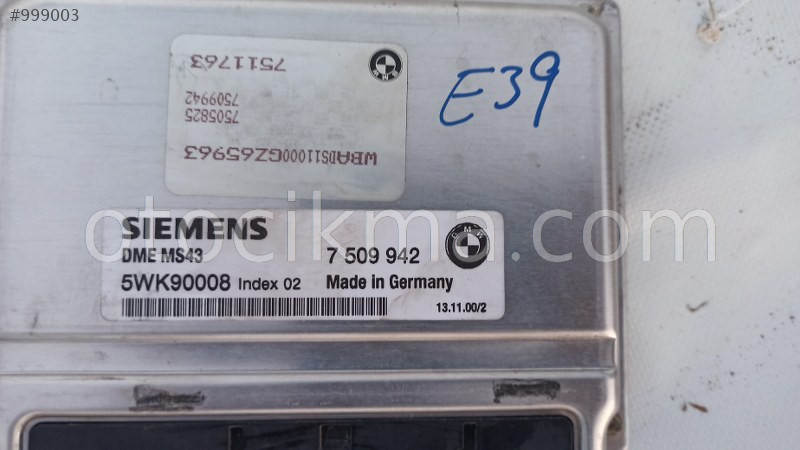 #999003
7511763
7509942
7505825
WBADS11000GZ65963
E39
otocikma.com
SIEMENS
DME MS43
7 509 942
BMW
5WK90008 Index 02
Made in Germany
13.11.00/2